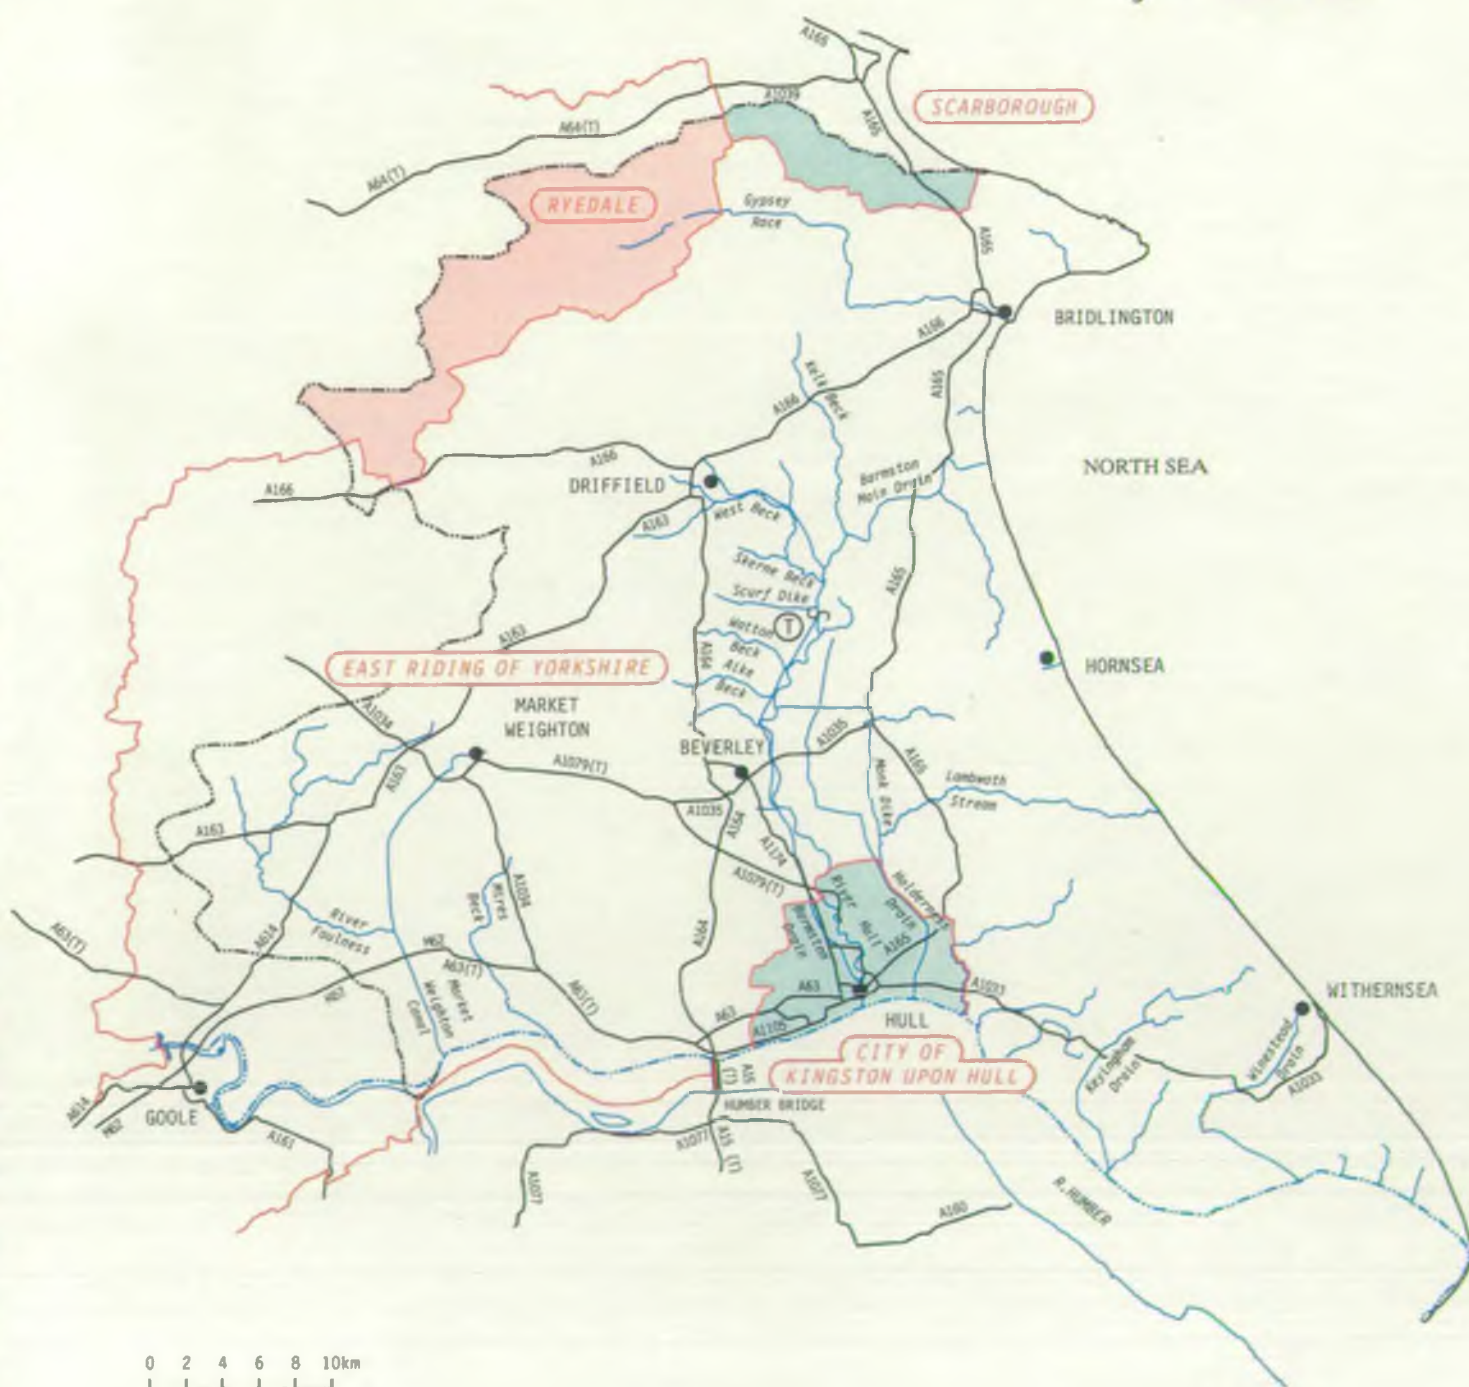 A165
SCARBOROUGH
A1039
A165
A64(T)
A64(T)
RYEDALE
Gypsey
Race
A165
BRIDLINGTON
A166
Kelk Beck
A165
A166
NORTH SEA
A166
DRIFFIELD
Barmston
Main Drain
A166
West Beck
A163
Skerne Beck
A165
Scurf Dike
T
Watton
Beck
A163
A164
Aike
Beck
HORNSEA
EAST RIDING OF YORKSHIRE
MARKET
WEIGHTON
A1034
A1035
BEVERLEY
A1079(T)
A165
A163
Monk Dike
Lambwath
Stream
A1035
A164
A163
A1174
A1079(T)
A1034
Mires
Beck
River
Hull
Holderness
Drain
River
Foulness
Barmston
Drain
A63(T)
A614
M62
A63(T)
A164
A165
M62
Market
Weighton
Canal
A63(T)
A63
A1033
WITHERNSEA
A63
A1105
HULL
CITY OF
KINGSTON UPON HULL
Keyingham
Drain
Winestead
Drain
A1033
A15
(T)
HUMBER BRIDGE
A614
M62
GOOLE
A161
A1077
A15 (T)
A1077
A1077
R.HUMBER
A160
0 2 4 6 8 10km